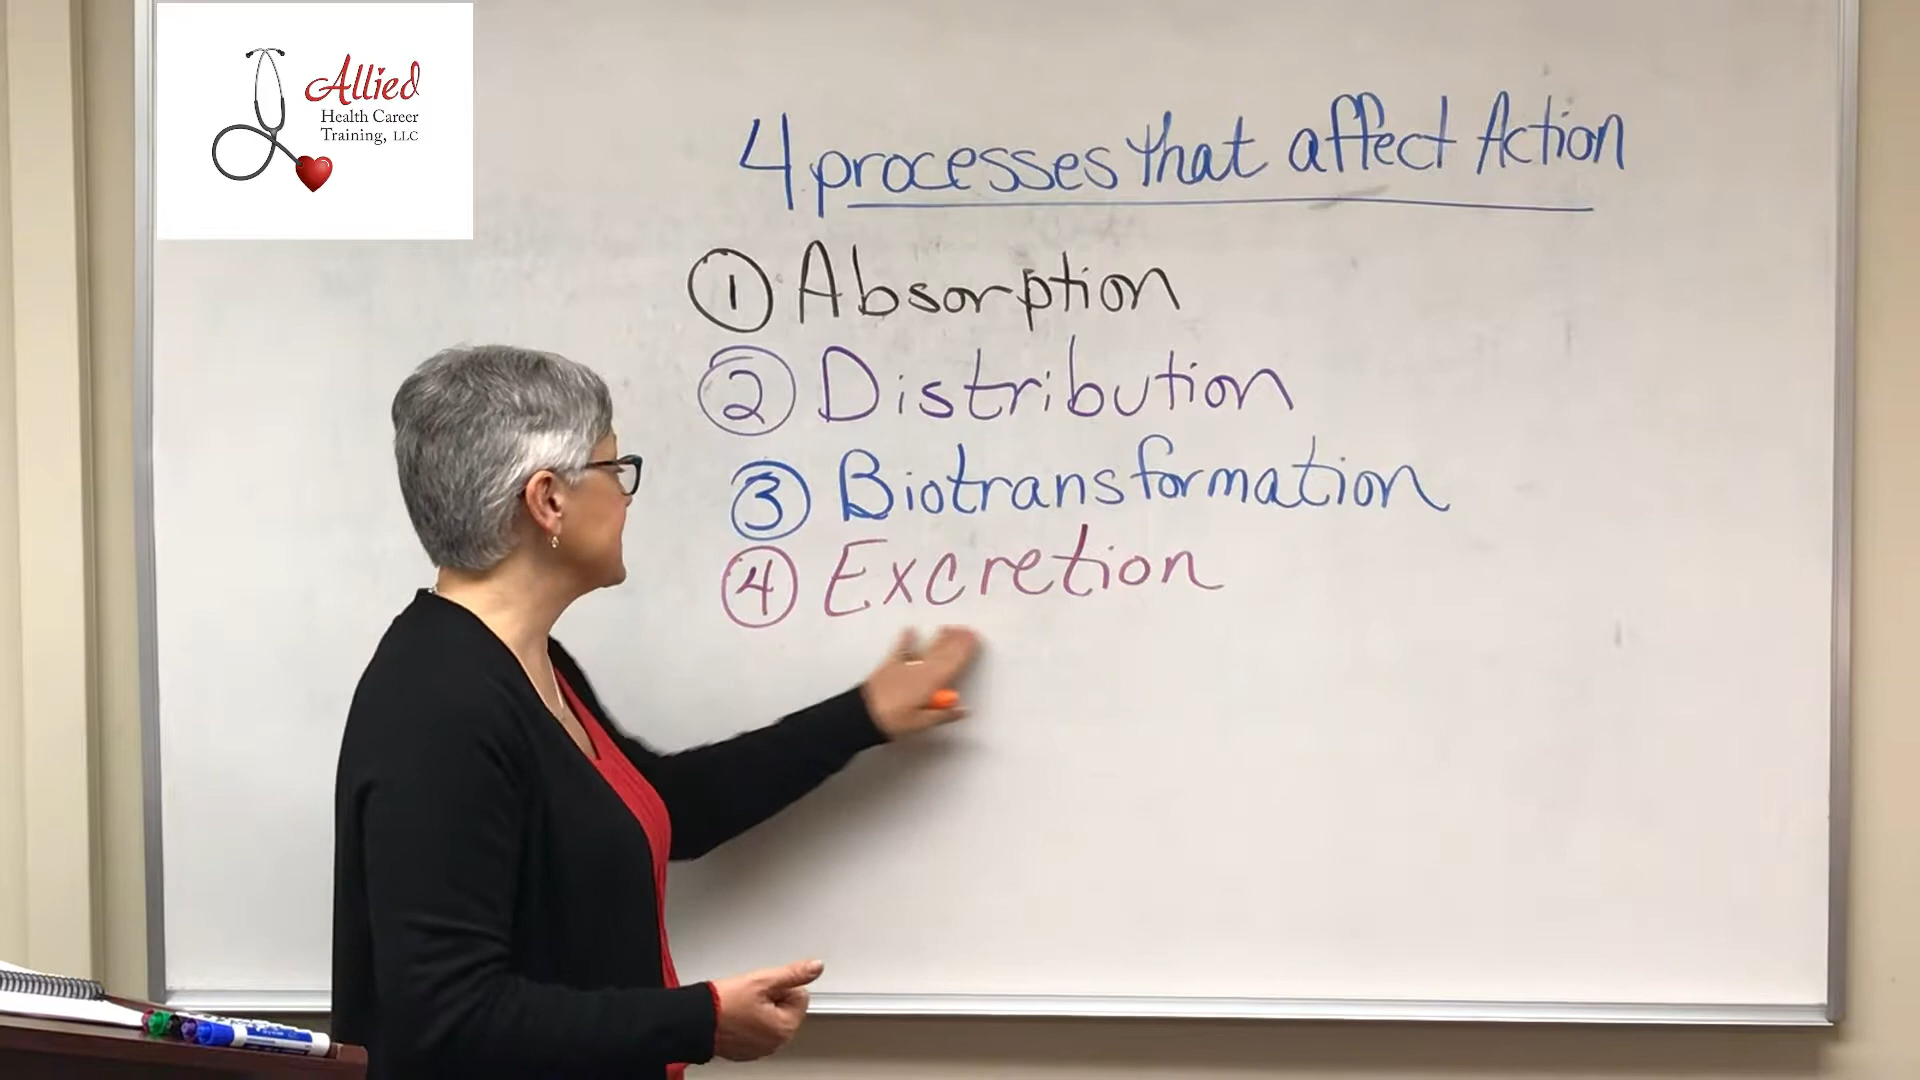 Allied
Health Career
Training, LLC
4 processes that affect Action
1 Absorption
2 Distribution
3 Biotransformation
4 Excretion